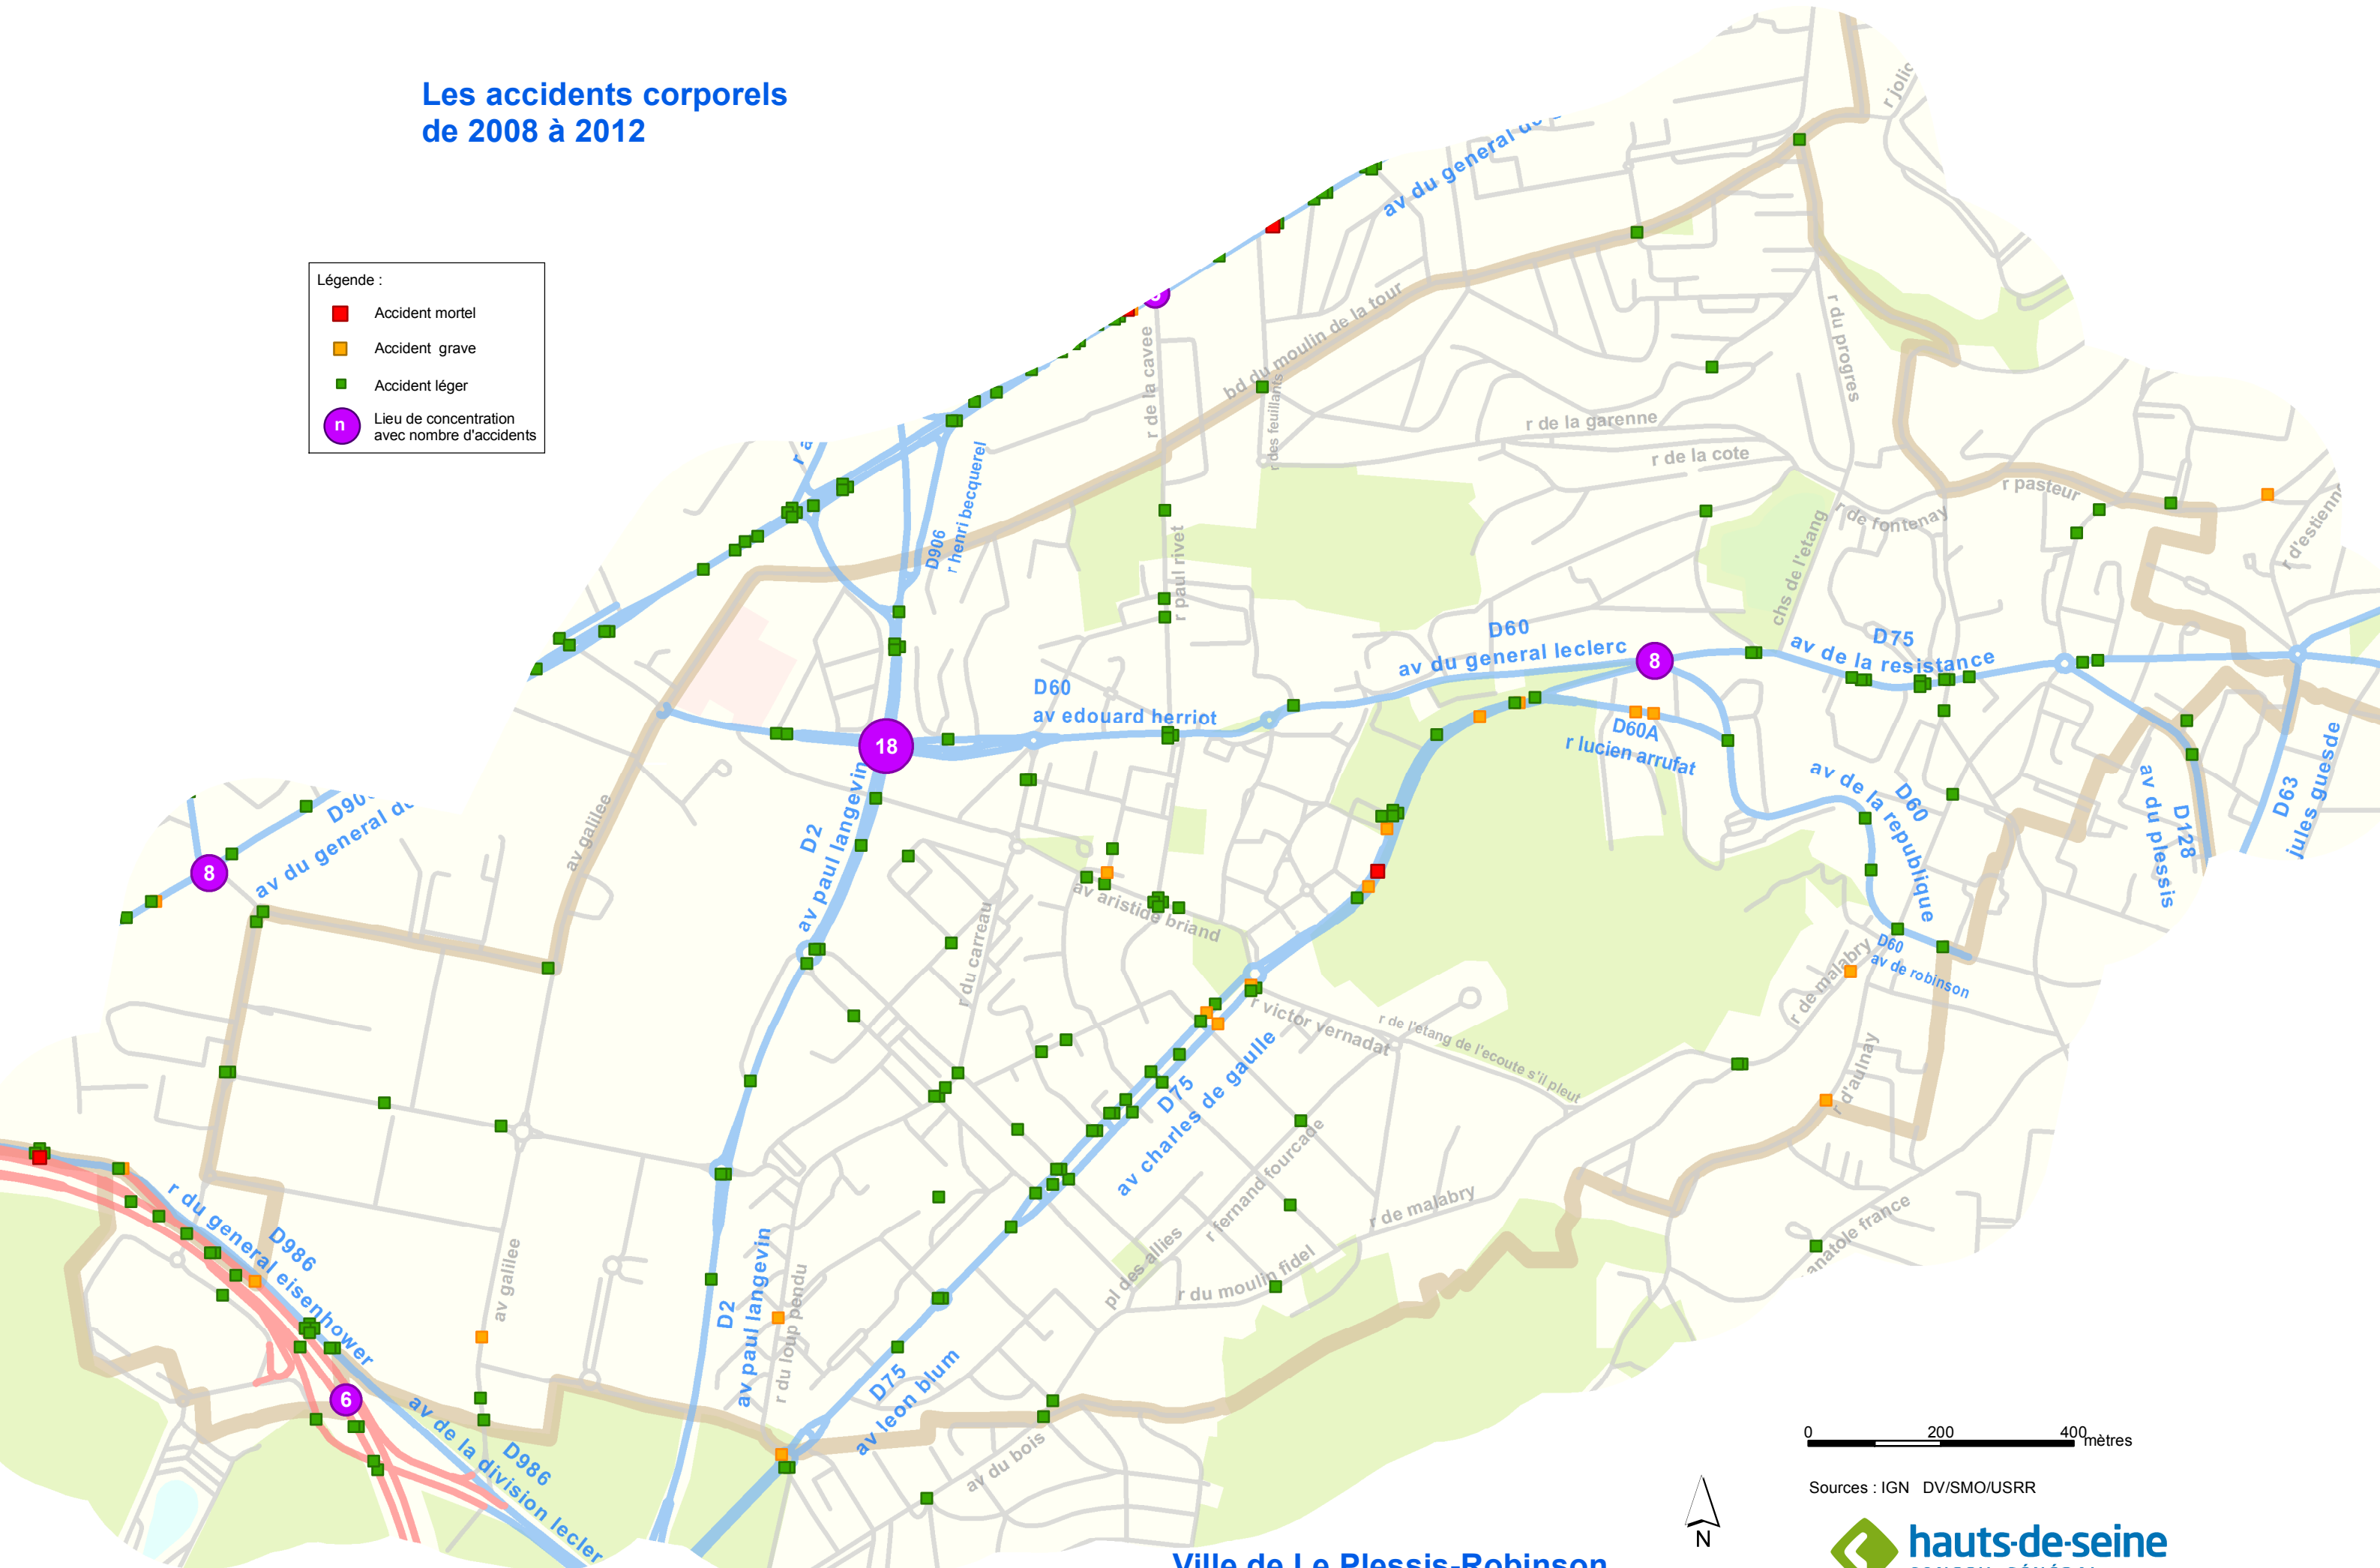 Les accidents corporels
de 2008 à 2012
Légende :
Accident mortel
Accident grave
Accident léger
n
Lieu de concentration
avec nombre d'accidents
av du general de
r jolic
r du progres
bd du moulin de la tour
r de la cavee
r des feuillants
r de la garenne
r de la cote
r pasteur
r de fontenay
r d'estienn
chs de l'etang
D906
r henri becquerel
r paul rivet
D60
av du general leclerc
8
D75
av de la resistance
D60
av edouard herriot
18
D60A
r lucien arrufat
av de la republique
D60
av du plessis
D128
D63
jules guesde
av du general de
8
av galilee
D2
av paul langevin
av aristide briand
r du carreau
D60
av de robinson
r de malabry
r victor vernadat
r de l'etang de l'ecoute s'il pleut
D75
av charles de gaulle
r d'aulnay
r fernand fourcade
r de malabry
anatole france
pl des allies
r du moulin fidel
r du general eisenhower
D986
av galilee
D2
av paul langevin
r du loup pendu
6
D75
av leon blum
av de la division lecler
D986
av du bois
0 200 400
mètres
Sources : IGN DV/SMO/USRR
N
hauts-de-seine
Ville de Le Plessis-Robinson